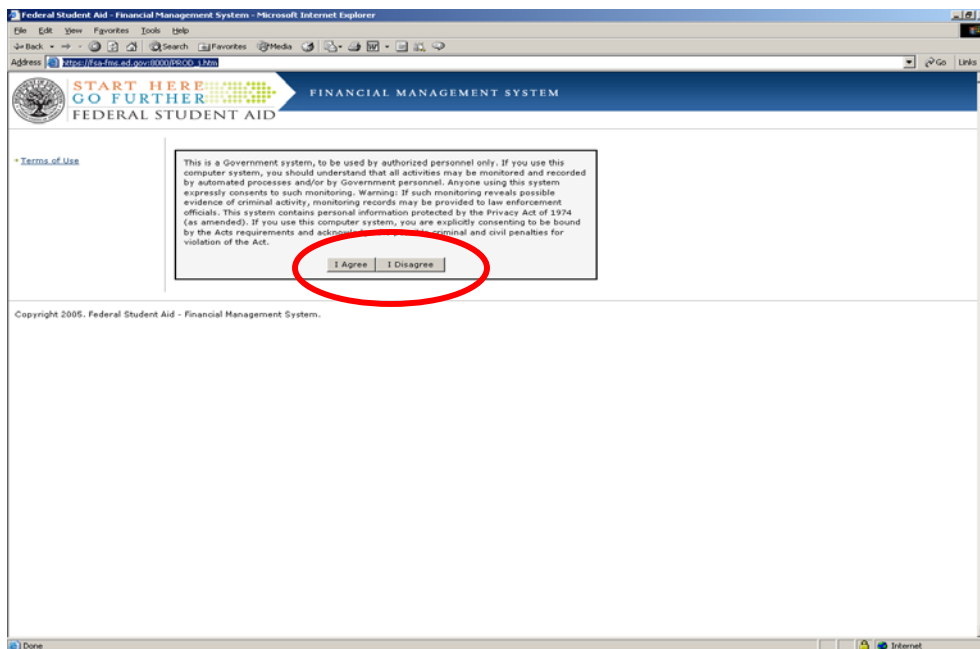 Federal Student Aid - Financial Management System - Microsoft Internet Explorer
File Edit View Favorites Tools Help
Back Search Favorites Media
Address https://fsa-fms.ed.gov:8000/PROD_1.htm Go Links
START HERE
GO FURTHER
FEDERAL STUDENT AID
FINANCIAL MANAGEMENT SYSTEM
Terms of Use
This is a Government system, to be used by authorized personnel only. If you use this
computer system, you should understand that all activities may be monitored and recorded
by automated processes and/or by Government personnel. Anyone using this system
expressly consents to such monitoring. Warning: If such monitoring reveals possible
evidence of criminal activity, monitoring records may be provided to law enforcement
officials. This system contains personal information protected by the Privacy Act of 1974
(as amended). If you use this computer system, you are explicitly consenting to be bound
by the Acts requirements and criminal and civil penalties for
violation of the Act.
I Agree I Disagree
Copyright 2005. Federal Student Aid - Financial Management System.
Done Internet